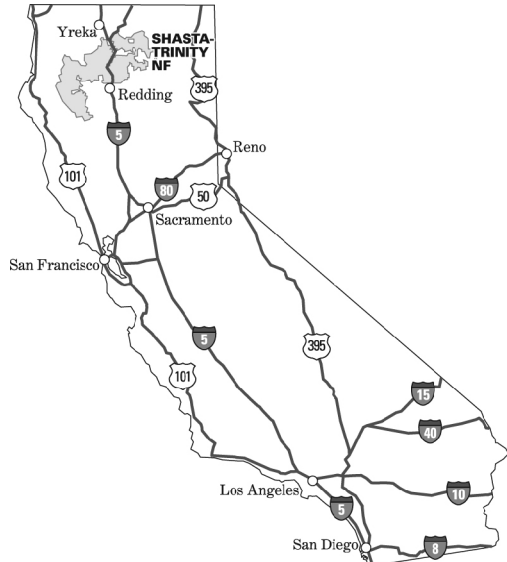 Yreka
SHASTA-
TRINITY
NF
395
Redding
5
Reno
101
80
50
Sacramento
San Francisco
5
395
101
15
40
Los Angeles
10
5
San Diego
8